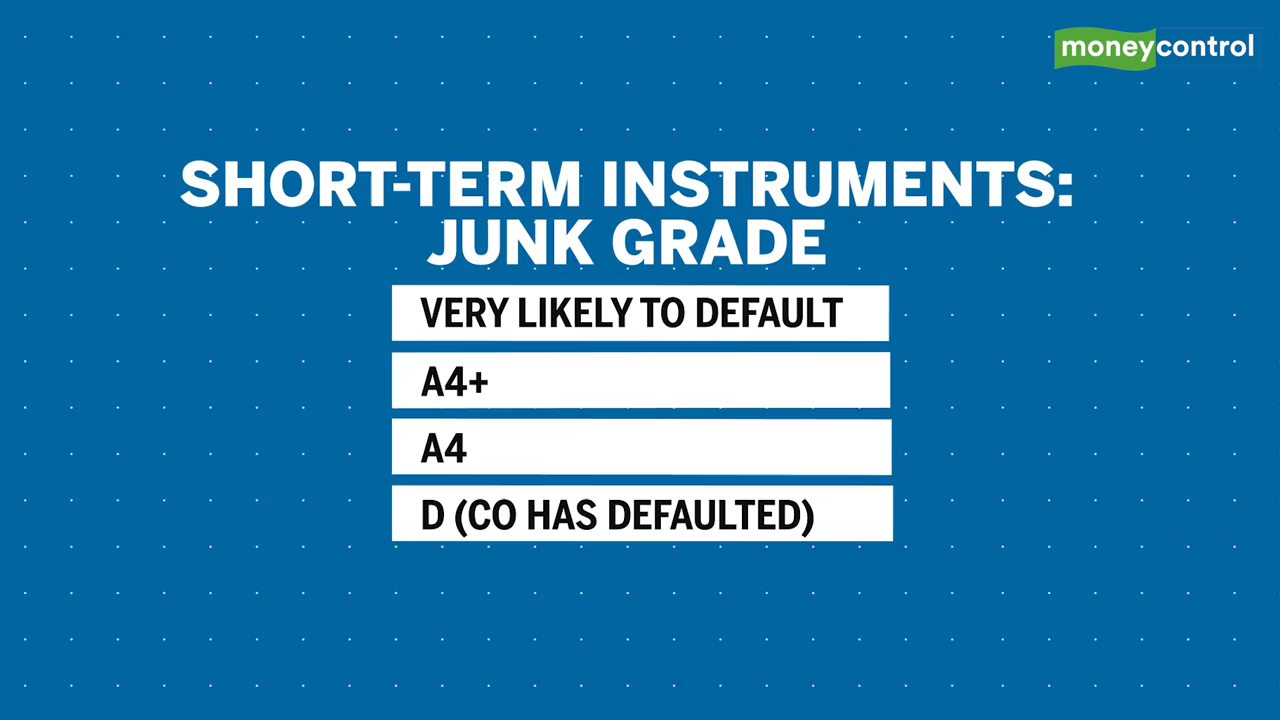 moneycontrol
SHORT-TERM INSTRUMENTS:
JUNK GRADE
VERY LIKELY TO DEFAULT
A4+
A4
D (CO HAS DEFAULTED)